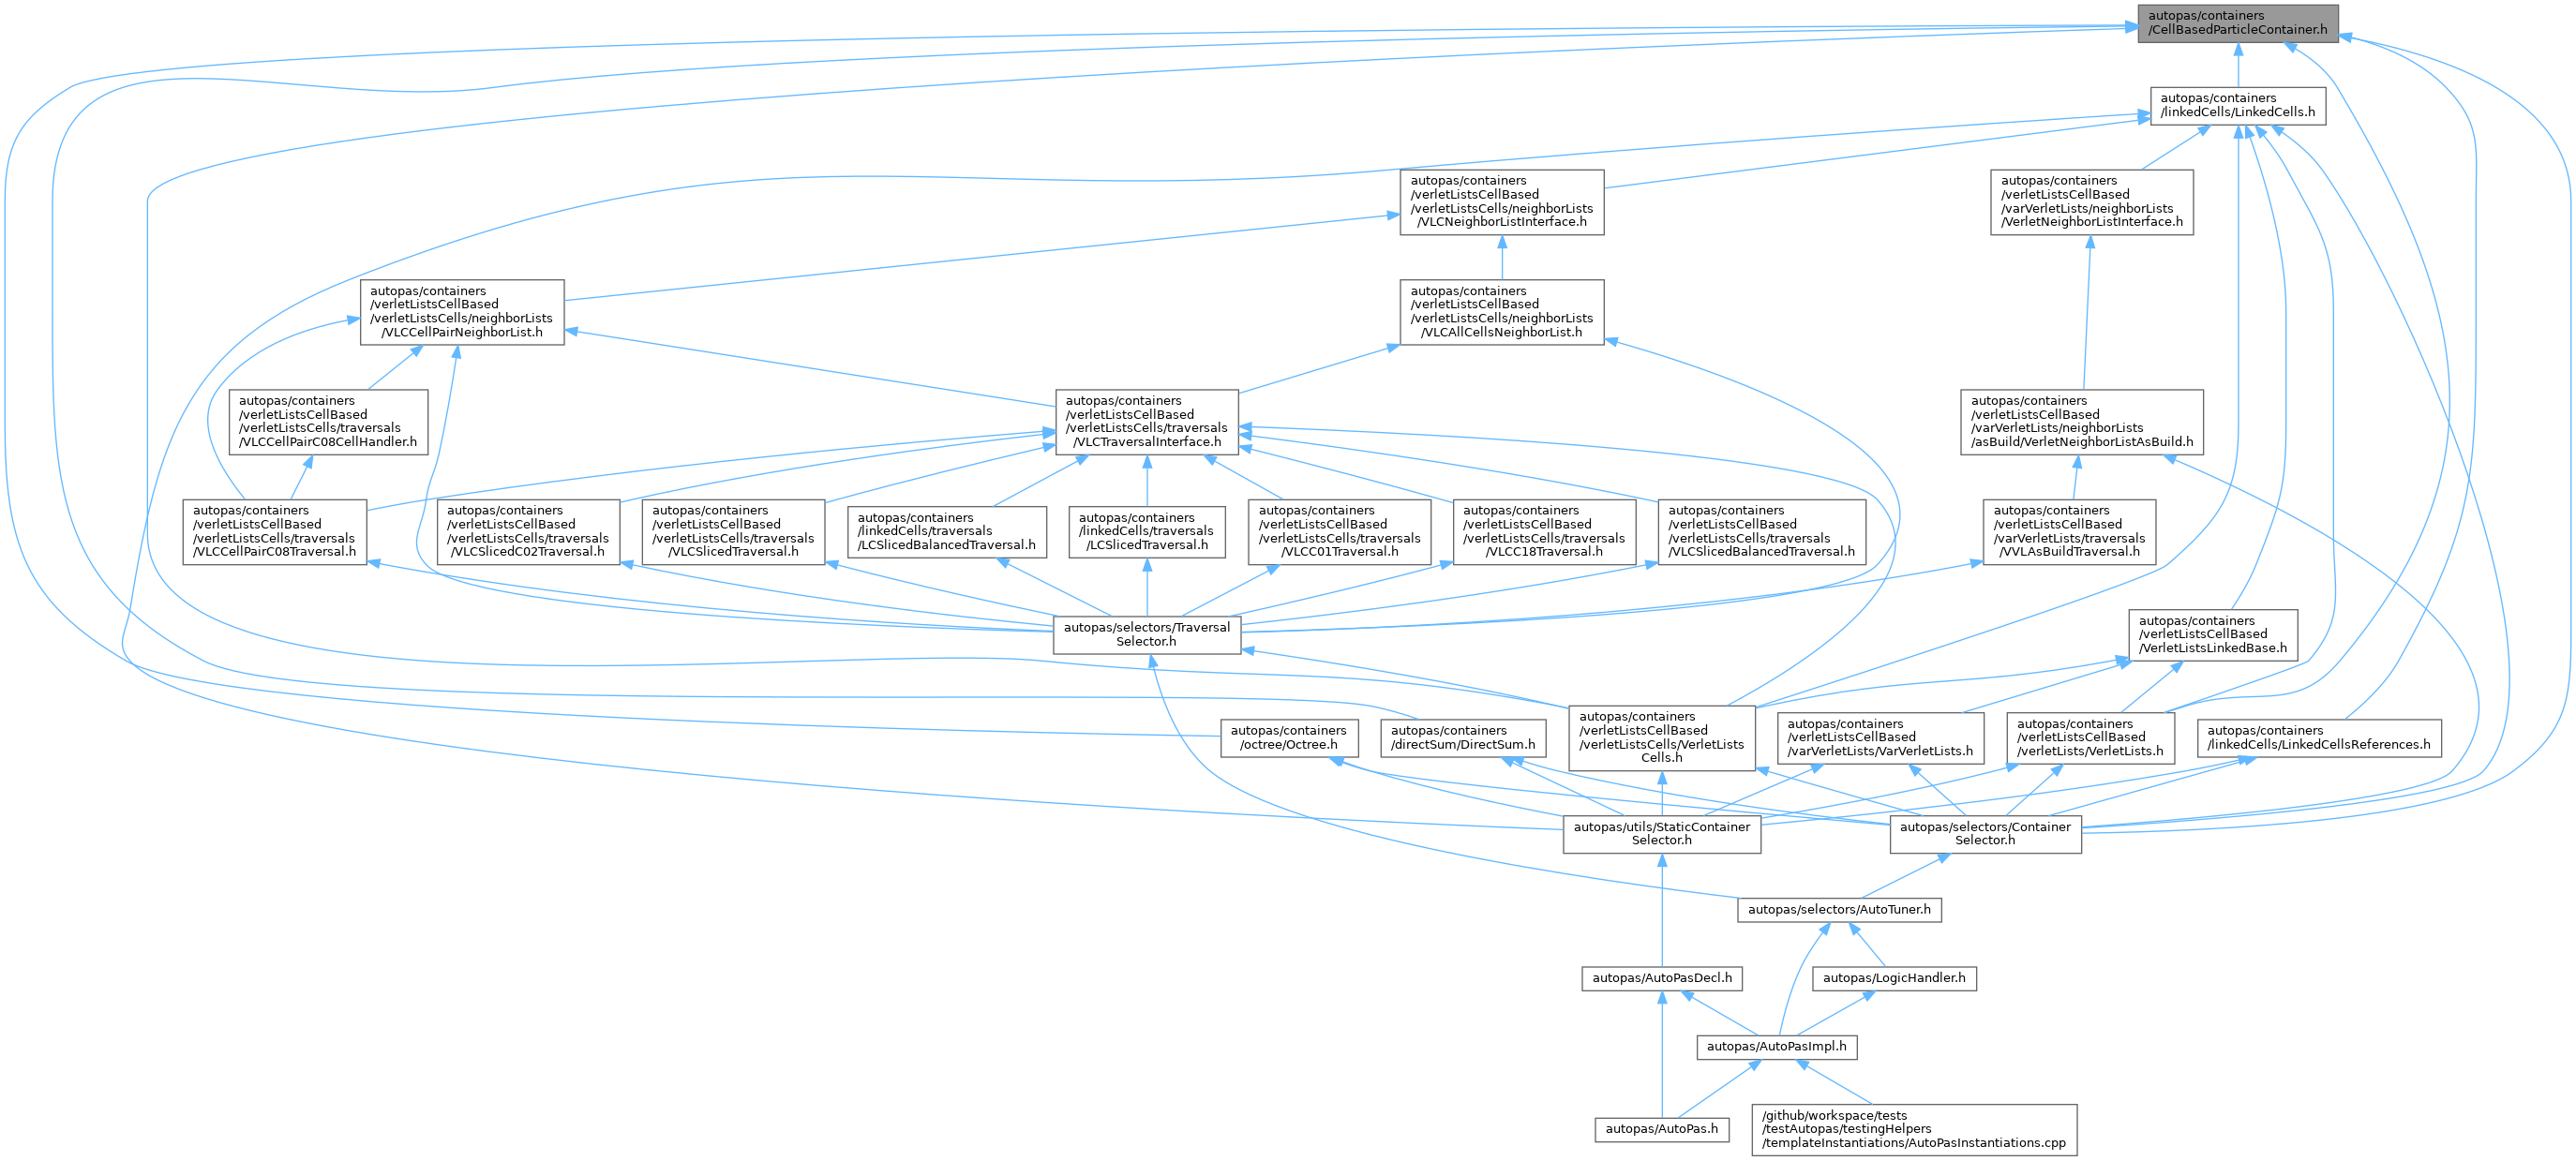 autopas/containers
/CellBasedParticleContainer.h
autopas/containers
/linkedCells/LinkedCells.h
autopas/containers
/verletListsCellBased
/verletListsCells/neighborLists
/VLCNeighborListInterface.h
autopas/containers
/verletListsCellBased
/varVerletLists/neighborLists
/VerletNeighborListInterface.h
autopas/containers
/verletListsCellBased
/verletListsCells/neighborLists
/VLCCellPairNeighborList.h
autopas/containers
/verletListsCellBased
/verletListsCells/neighborLists
/VLCAllCellsNeighborList.h
autopas/containers
/verletListsCellBased
/verletListsCells/traversals
/VLCCellPairC08CellHandler.h
autopas/containers
/verletListsCellBased
/verletListsCells/traversals
/VLCTraversalInterface.h
autopas/containers
/verletListsCellBased
/varVerletLists/neighborLists
/asBuild/VerletNeighborListAsBuild.h
autopas/containers
/verletListsCellBased
/verletListsCells/traversals
/VLCCellPairC08Traversal.h
autopas/containers
/verletListsCellBased
/verletListsCells/traversals
/VLCSlicedC02Traversal.h
autopas/containers
/verletListsCellBased
/verletListsCells/traversals
/VLCSlicedTraversal.h
autopas/containers
/linkedCells/traversals
/LCSlicedBalancedTraversal.h
autopas/containers
/linkedCells/traversals
/LCSlicedTraversal.h
autopas/containers
/verletListsCellBased
/verletListsCells/traversals
/VLCC01Traversal.h
autopas/containers
/verletListsCellBased
/verletListsCells/traversals
/VLCC18Traversal.h
autopas/containers
/verletListsCellBased
/verletListsCells/traversals
/VLCSlicedBalancedTraversal.h
autopas/containers
/verletListsCellBased
/varVerletLists/traversals
/VVLAsBuildTraversal.h
autopas/selectors/Traversal
Selector.h
autopas/containers
/verletListsCellBased
/VerletListsLinkedBase.h
autopas/containers
/octree/Octree.h
autopas/containers
/directSum/DirectSum.h
autopas/containers
/verletListsCellBased
/verletListsCells/VerletLists
Cells.h
autopas/containers
/verletListsCellBased
/varVerletLists/VarVerletLists.h
autopas/containers
/verletListsCellBased
/verletLists/VerletLists.h
autopas/containers
/linkedCells/LinkedCellsReferences.h
autopas/utils/StaticContainer
Selector.h
autopas/selectors/Container
Selector.h
autopas/selectors/AutoTuner.h
autopas/AutoPasDecl.h
autopas/LogicHandler.h
autopas/AutoPasImpl.h
autopas/AutoPas.h
/github/workspace/tests
/testAutopas/testingHelpers
/templateInstantiations/AutoPasInstantiations.cpp